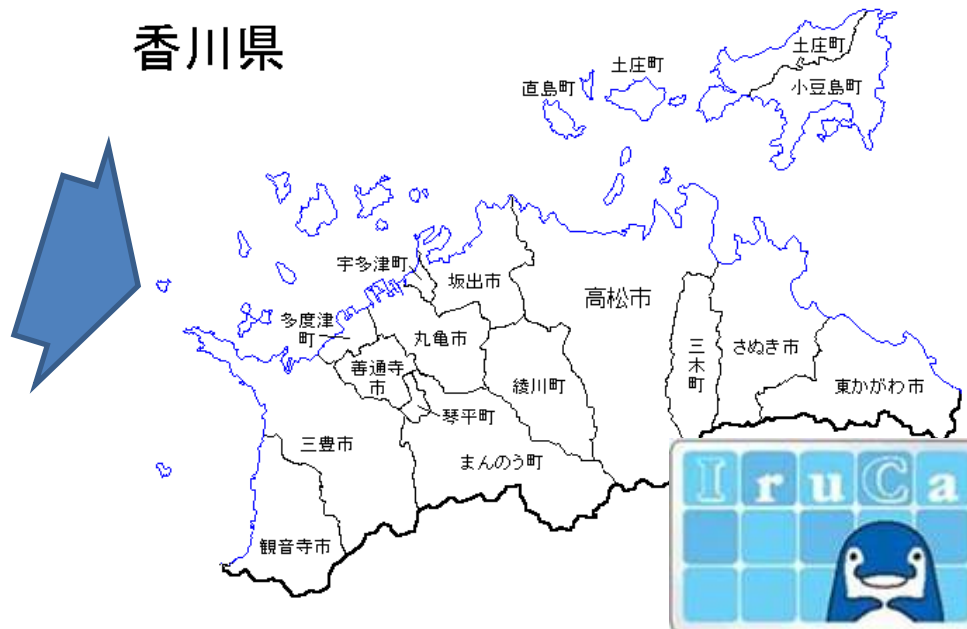 香川県
土庄町
土庄町
直島町
小豆島町
宇多津町
坂出市
高松市
多度津
町
丸亀市
さぬき市
三木町
善通寺
市
綾川町
東かがわ市
琴平町
三豊市
まんのう町
観音寺市
IruCa